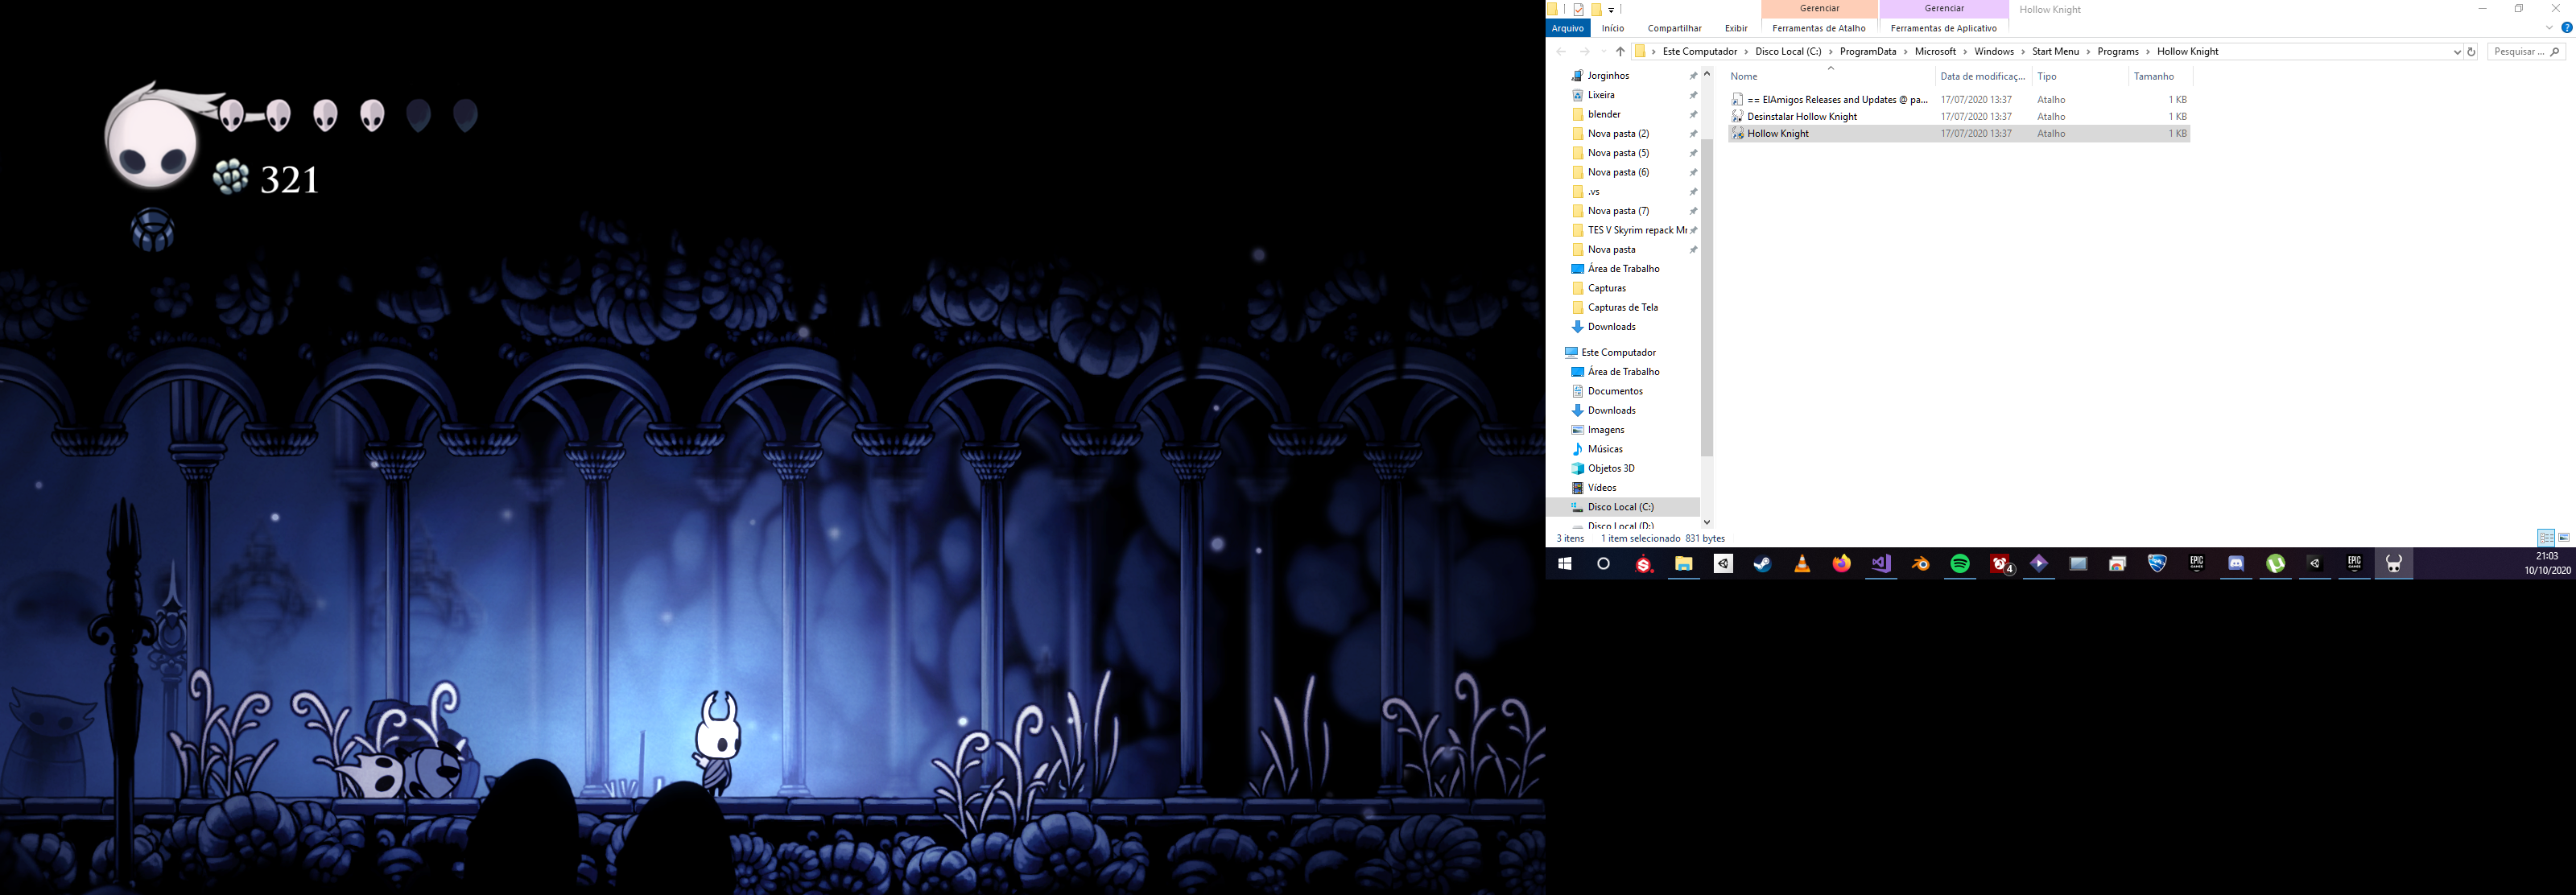 321
Gerenciar
Gerenciar
Hollow Knight
Arquivo
Início
Compartilhar
Exibir
Ferramentas de Atalho
Ferramentas de Aplicativo
Este Computador > Disco Local (C:) > ProgramData > Microsoft > Windows > Start Menu > Programs > Hollow Knight
Pesquisar ...
Nome
Data de modificaç...
Tipo
Tamanho
== ElAmigos Releases and Updates @ pa... 17/07/2020 13:37 Atalho 1 KB
Desinstalar Hollow Knight 17/07/2020 13:37 Atalho 1 KB
Hollow Knight 17/07/2020 13:37 Atalho 1 KB
Jorginhos
Lixeira
blender
Nova pasta (2)
Nova pasta (5)
Nova pasta (6)
.vs
Nova pasta (7)
TES V Skyrim repack Mr
Nova pasta
Área de Trabalho
Capturas
Capturas de Tela
Downloads
Este Computador
Área de Trabalho
Documentos
Downloads
Imagens
Músicas
Objetos 3D
Vídeos
Disco Local (C:)
Disco Local (D:)
3 itens
1 item selecionado 831 bytes
4
EPIC GAMES
EPIC GAMES
21:03
10/10/2020